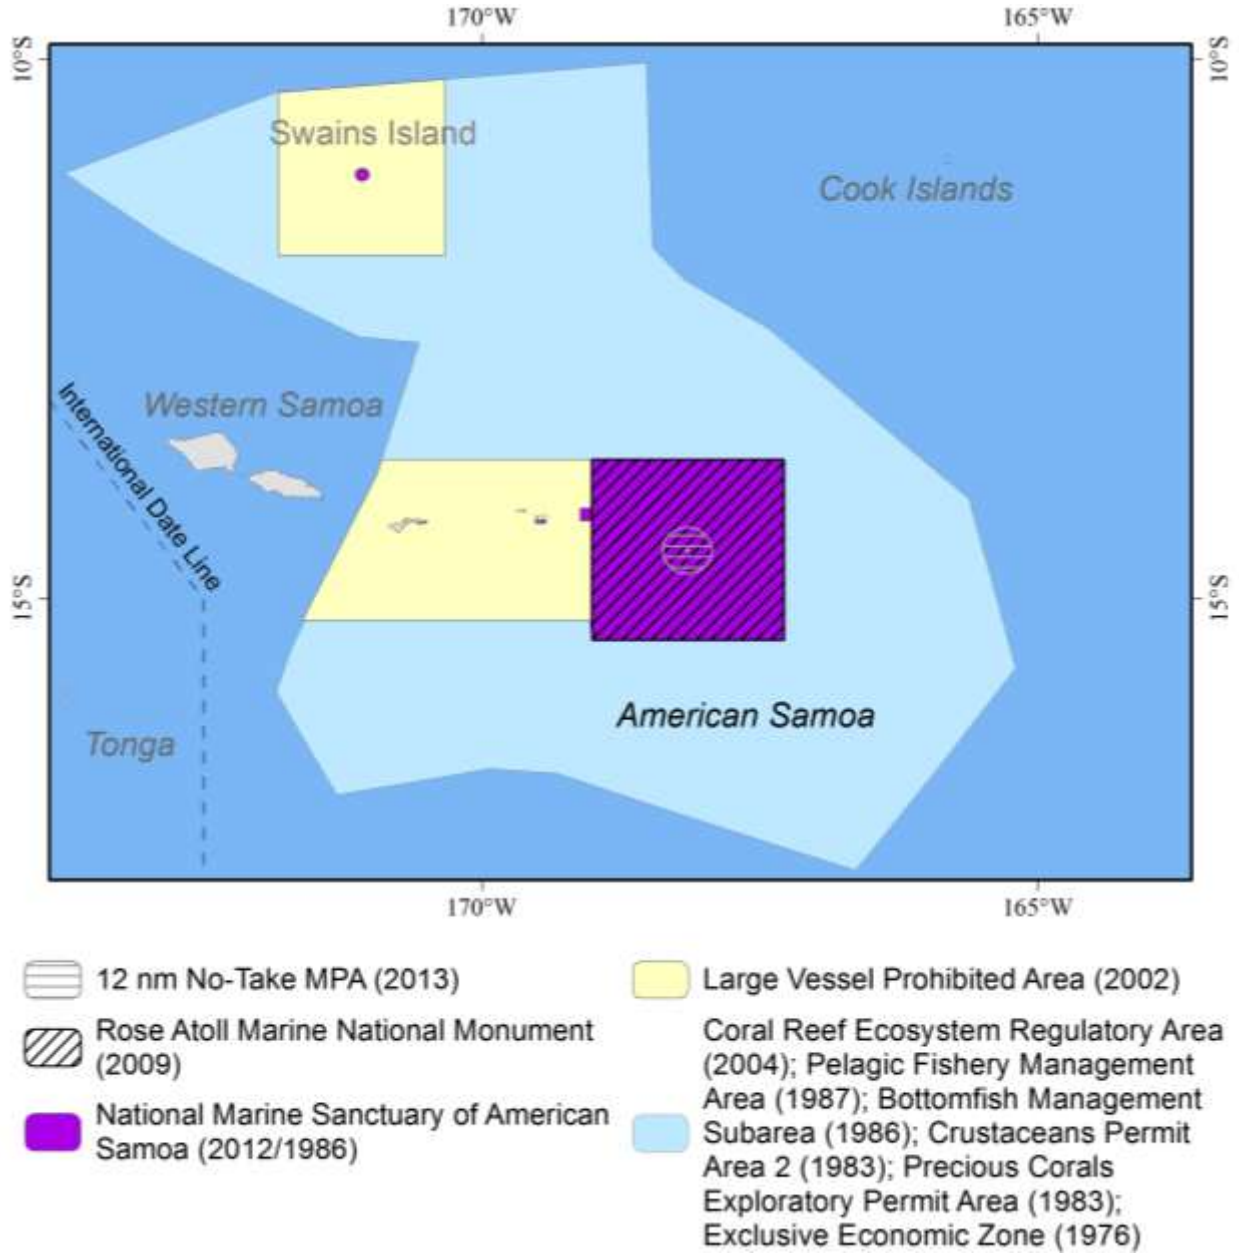 170°W
165°W
10°S
10°S
Swains Island
Cook Islands
Western Samoa
International Date Line
15°S
15°S
American Samoa
Tonga
170°W
165°W
12 nm No-Take MPA (2013)
Rose Atoll Marine National Monument
(2009)
National Marine Sanctuary of American
Samoa (2012/1986)
Large Vessel Prohibited Area (2002)
Coral Reef Ecosystem Regulatory Area
(2004); Pelagic Fishery Management
Area (1987); Bottomfish Management
Subarea (1986); Crustaceans Permit
Area 2 (1983); Precious Corals
Exploratory Permit Area (1983);
Exclusive Economic Zone (1976)